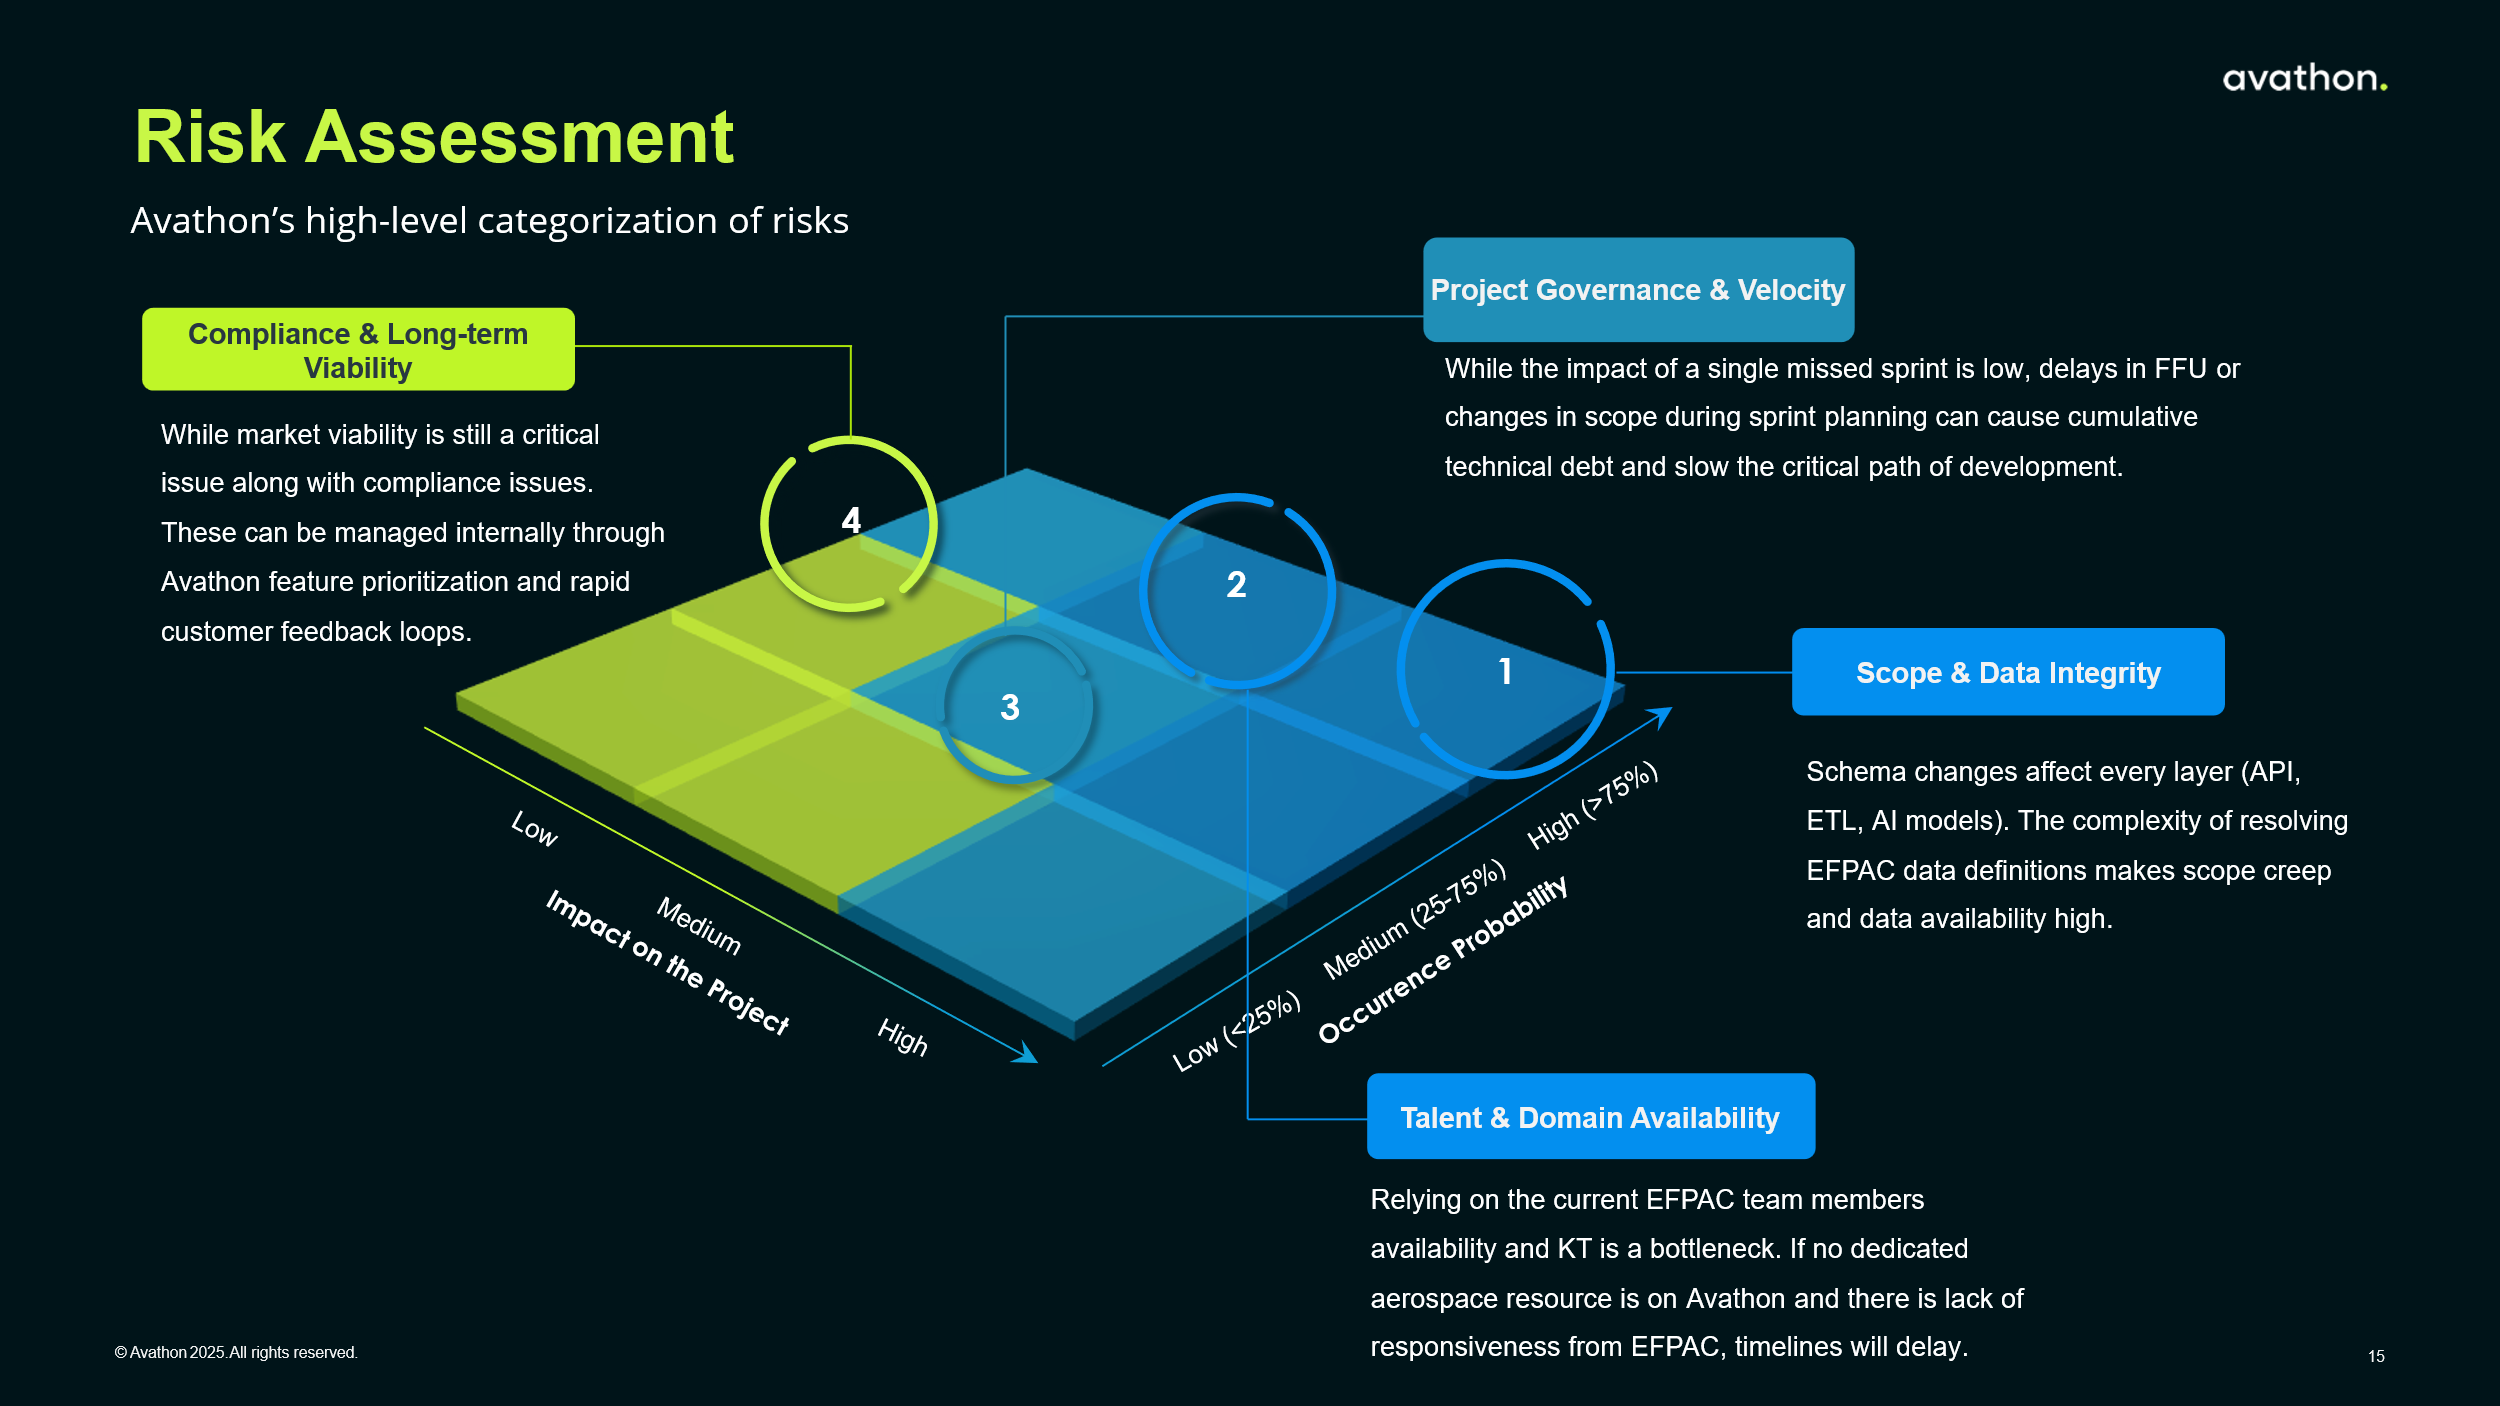 avathon.
Risk Assessment
Avathon’s high-level categorization of risks
Project Governance & Velocity
While the impact of a single missed sprint is low, delays in FFU or
changes in scope during sprint planning can cause cumulative
technical debt and slow the critical path of development.
Compliance & Long-term
Viability
While market viability is still a critical
issue along with compliance issues.
These can be managed internally through
Avathon feature prioritization and rapid
customer feedback loops.
4
2
1
3
Scope & Data Integrity
Schema changes affect every layer (API,
ETL, AI models). The complexity of resolving
EFPAC data definitions makes scope creep
and data availability high.
Low
Medium
High
Impact on the Project
Low (<25%)
Medium (25-75%)
High (>75%)
Occurrence Probability
Talent & Domain Availability
Relying on the current EFPAC team members
availability and KT is a bottleneck. If no dedicated
aerospace resource is on Avathon and there is lack of
responsiveness from EFPAC, timelines will delay.
© Avathon 2025.All rights reserved.
15